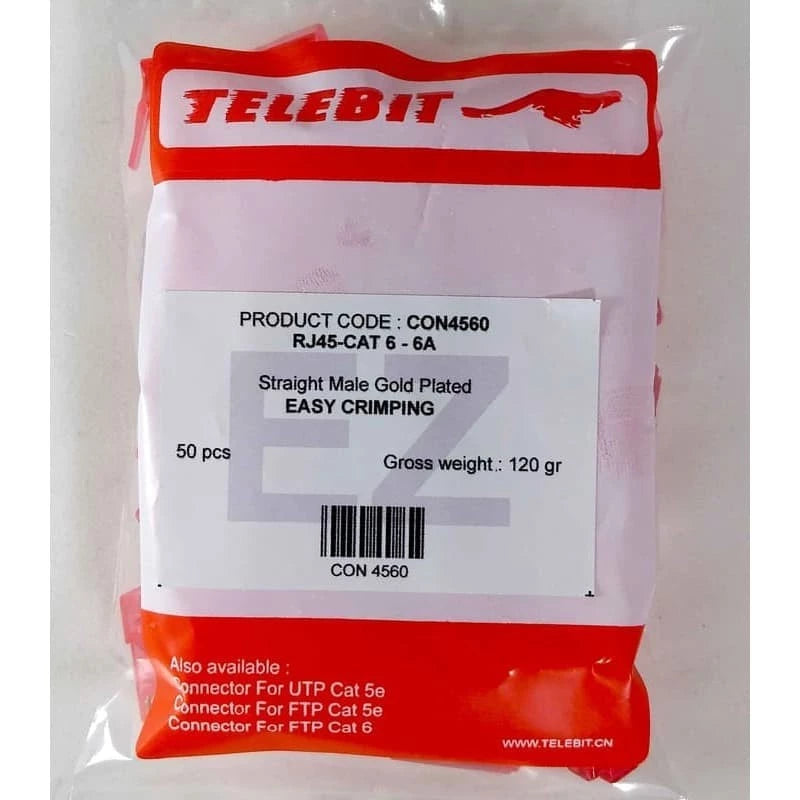 TELEBIT
PRODUCT CODE : CON4560
RJ45-CAT 6 - 6A
EZ
Straight Male Gold Plated
EASY CRIMPING
50 pcs
Gross weight.: 120 gr
CON 4560
Also available :
Connector For UTP Cat 5e
Connector For FTP Cat 5e
Connector For FTP Cat 6
WWW.TELEBIT.CN